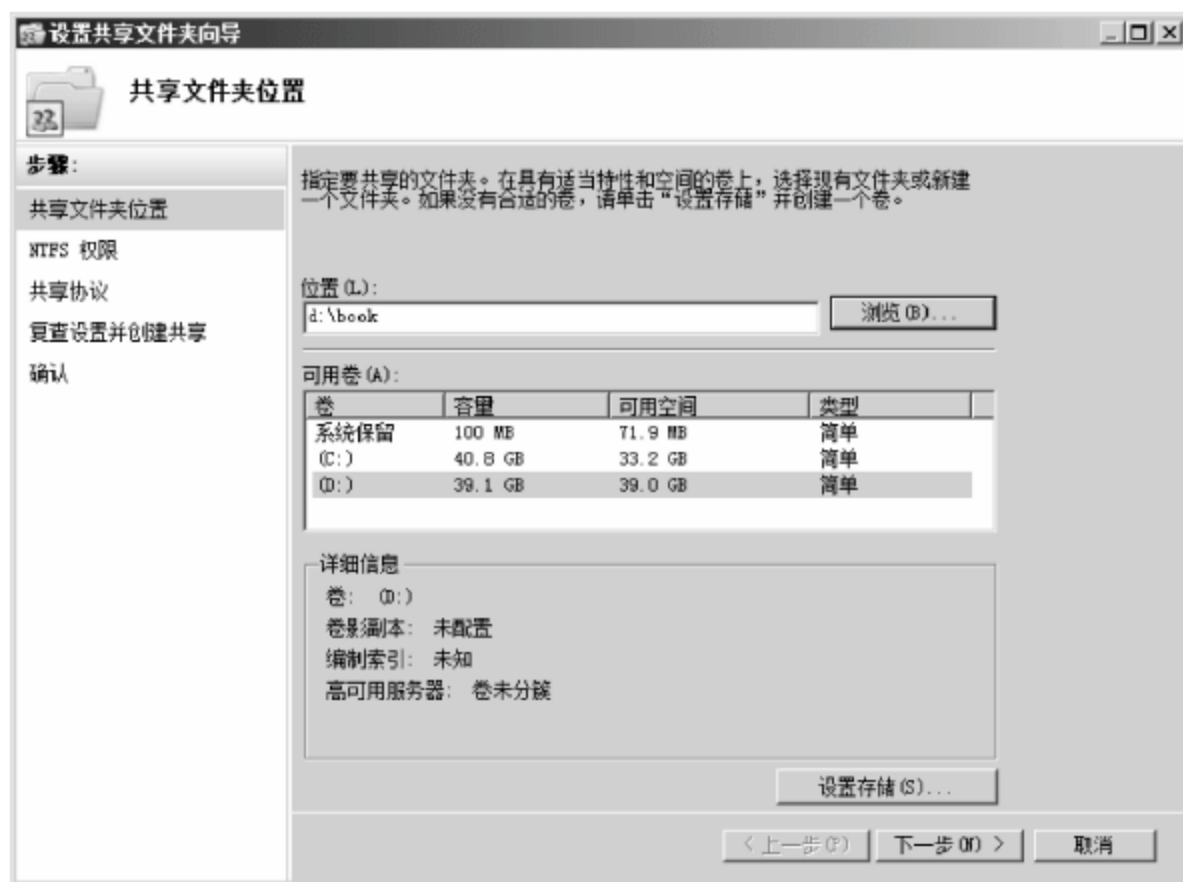 设置共享文件夹向导
共享文件夹位置
步骤:
共享文件夹位置
NTFS 权限
共享协议
复查设置并创建共享
确认
指定要共享的文件夹。在具有适当特性和空间的卷上，选择现有文件夹或新建
一个文件夹。如果没有合适的卷，请单击“设置存储”并创建一个卷。
位置(L):
d:\book
浏览(B)...
可用卷(A):
卷 容量 可用空间 类型
系统保留 100 MB 71.9 MB 简单
(C:) 40.8 GB 33.2 GB 简单
(D:) 39.1 GB 39.0 GB 简单
详细信息
卷: (D:)
卷影副本: 未配置
编制索引: 未知
高可用服务器: 卷未分簇
设置存储(S)...
< 上一步(P) 下一步(N) > 取消